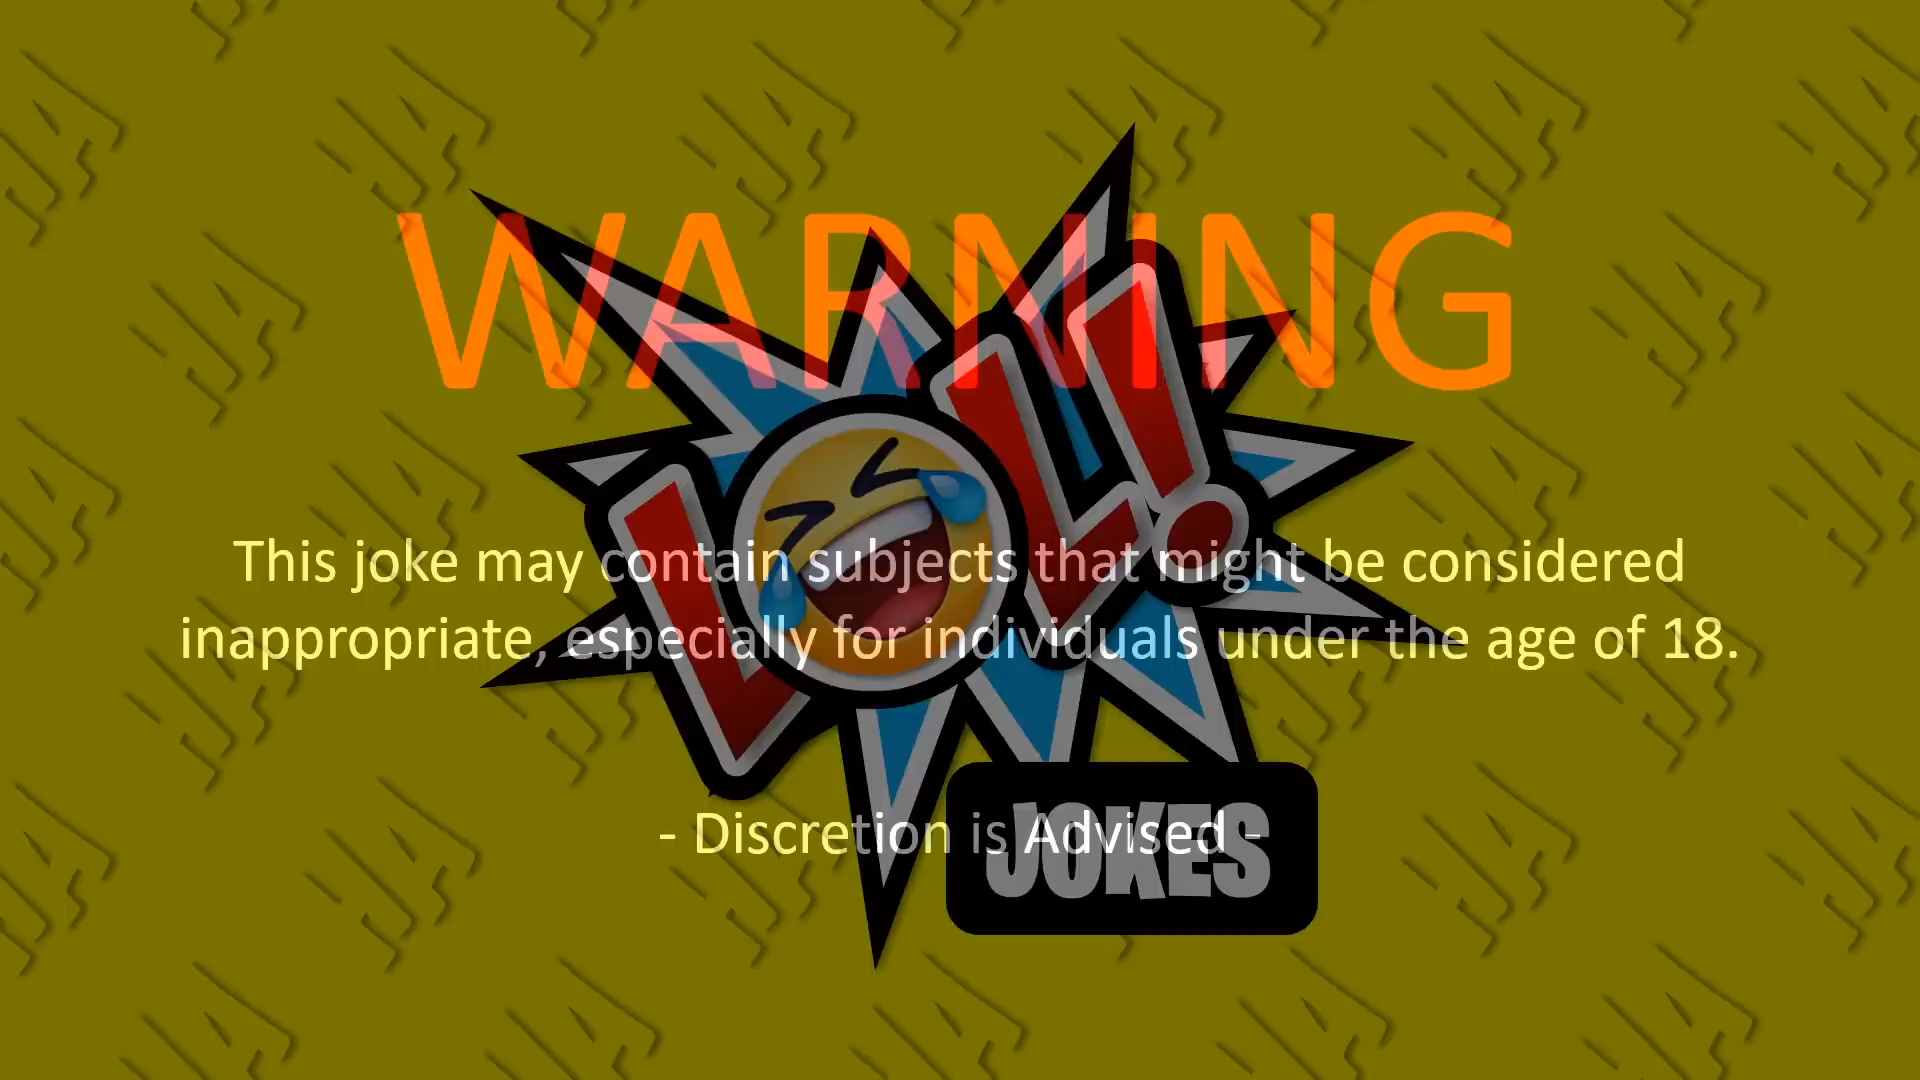 WARNING
LOL!
This joke may contain subjects that might be considered
inappropriate, especially for individuals under the age of 18.
- Discretion is Advised -
JOKES